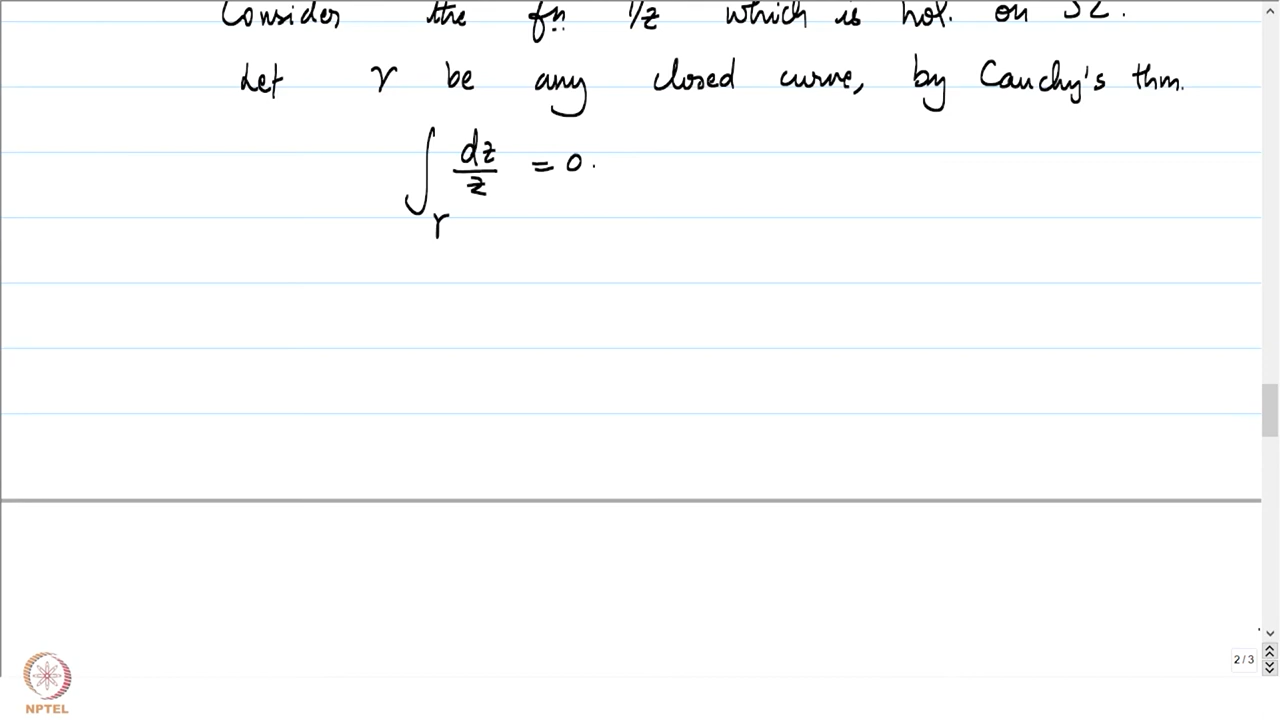 Consider the fn. 1/z which is hol. on Ω.
Let γ be any closed curve, by Cauchy's thm.
∫_γ dz/z = 0.
2/3
NPTEL